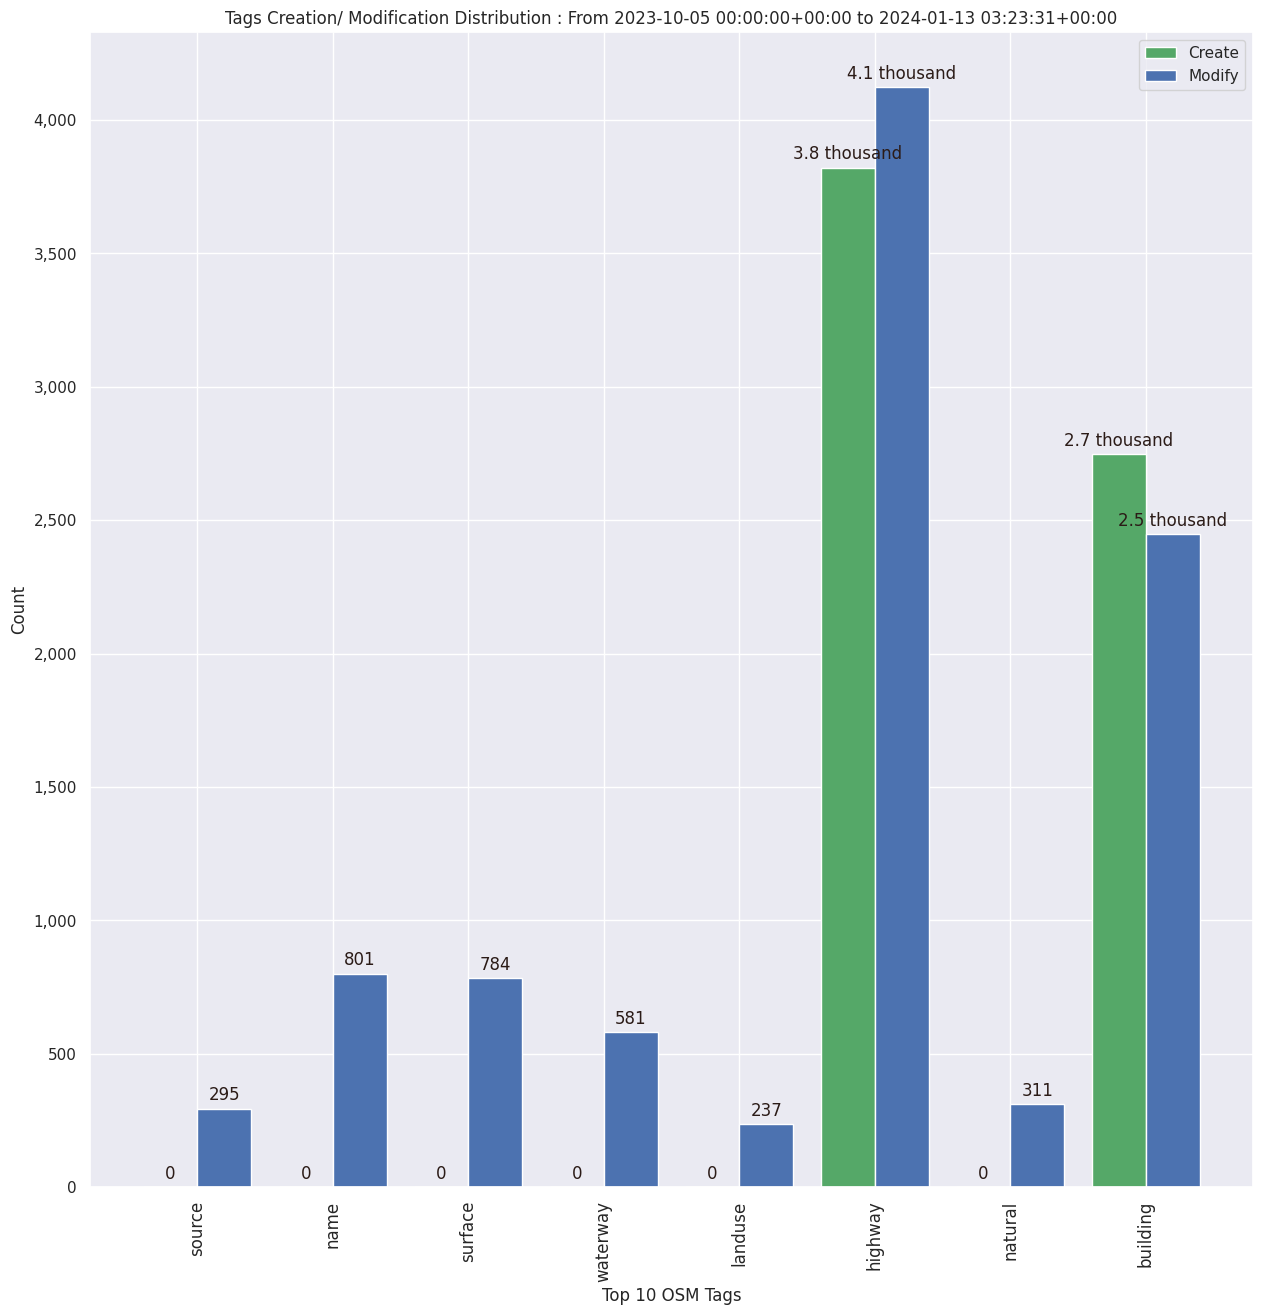 Tags Creation/ Modification Distribution : From 2023-10-05 00:00:00+00:00 to 2024-01-13 03:23:31+00:00
Create
Modify
4.1 thousand
3.8 thousand
2.7 thousand
2.5 thousand
801
784
581
311
295
237
0
0
0
0
0
0
4,000
3,500
3,000
2,500
2,000
1,500
1,000
500
0
Count
source
name
surface
waterway
landuse
highway
natural
building
Top 10 OSM Tags